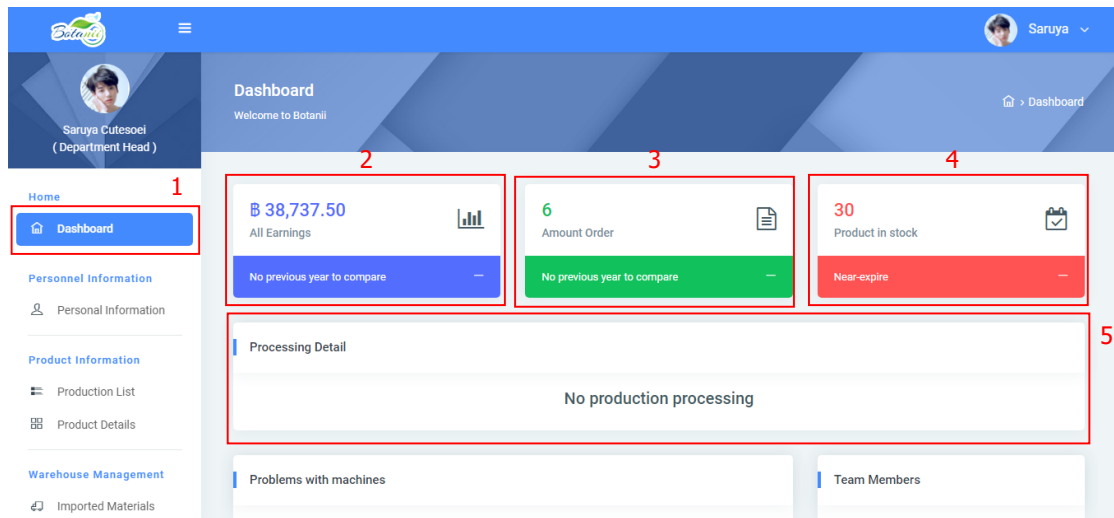 Botanii
Saruya
Saruya Cutesoei
( Department Head )
Dashboard
Welcome to Botanii
> Dashboard
1
2
3
4
5
Home
Dashboard
Personnel Information
Personal Information
Product Information
Production List
Product Details
Warehouse Management
Imported Materials
฿ 38,737.50
All Earnings
No previous year to compare
6
Amount Order
No previous year to compare
30
Product in stock
Near-expire
Processing Detail
No production processing
Problems with machines
Team Members